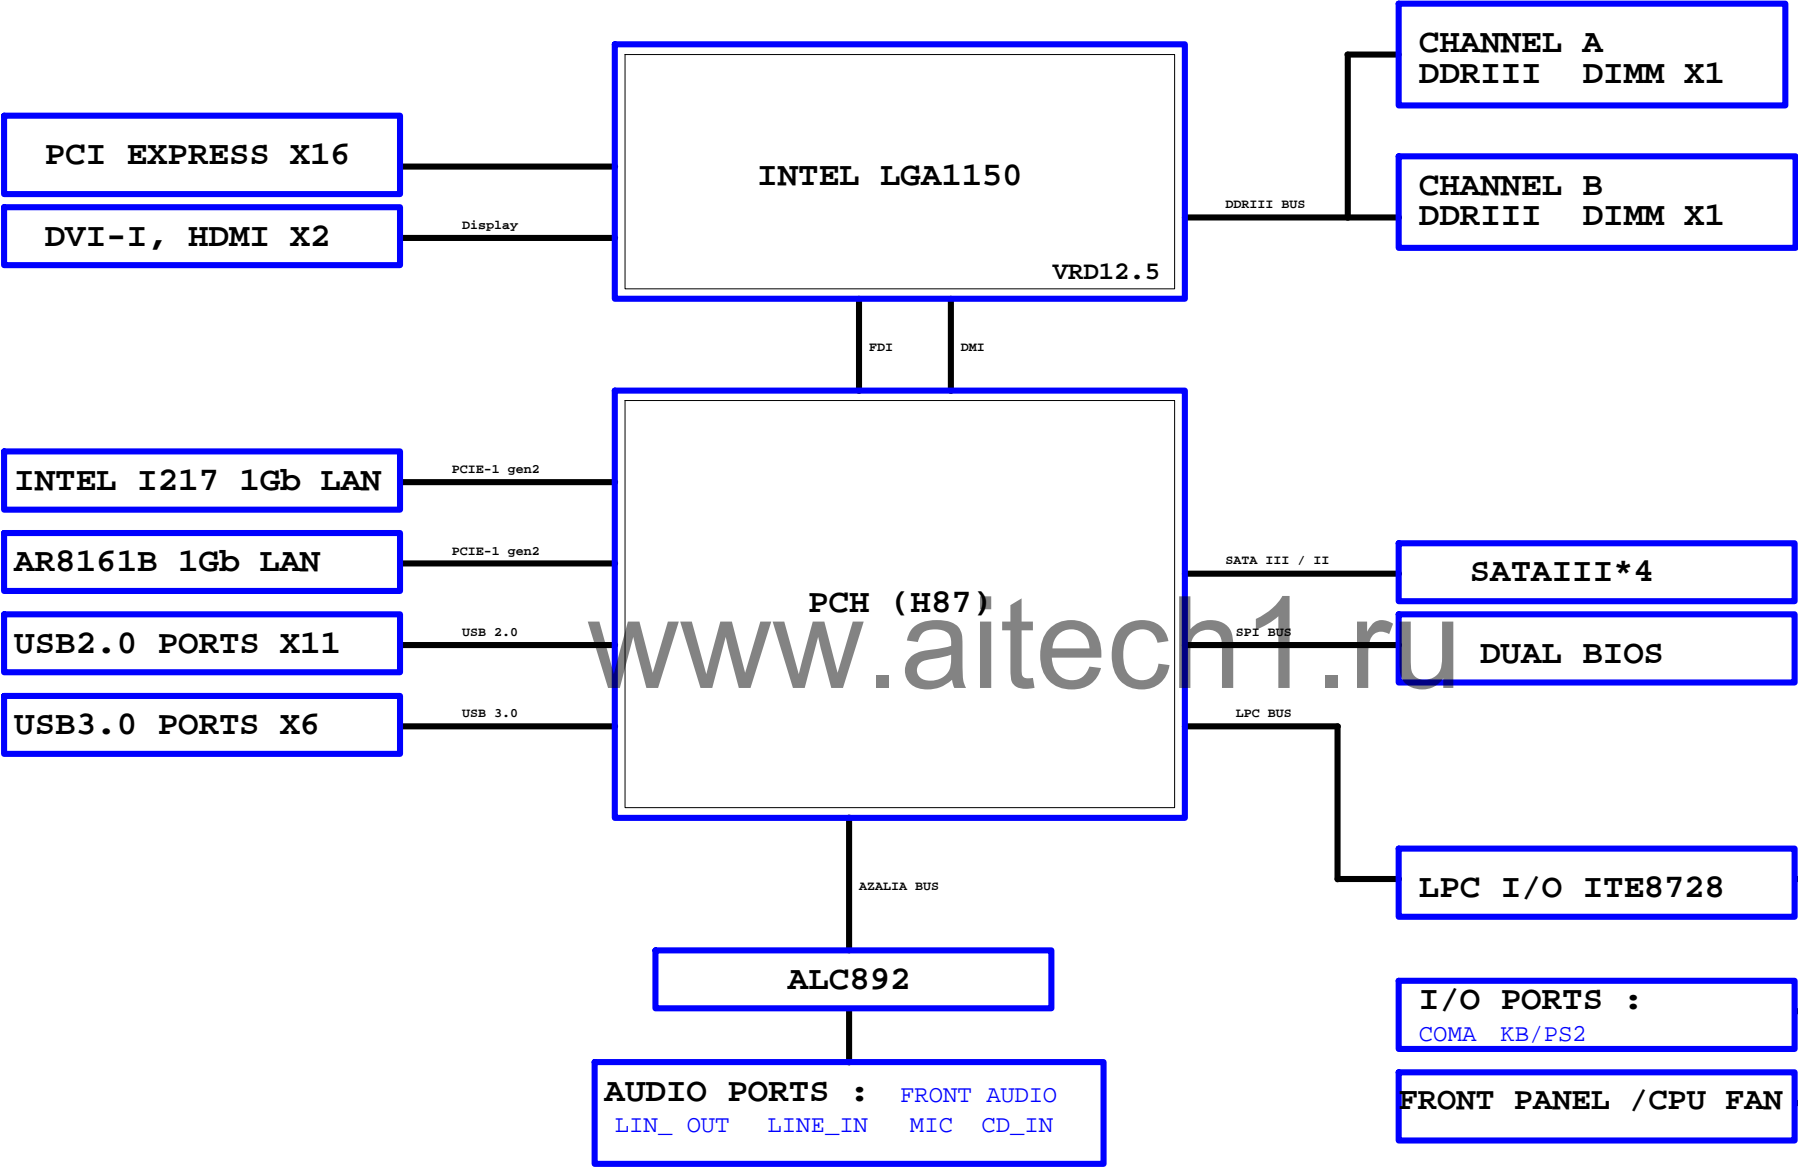 CHANNEL A
DDRIII DIMM X1
PCI EXPRESS X16
INTEL LGA1150
CHANNEL B
DDRIII DIMM X1
DDRIII BUS
DVI-I, HDMI X2
Display
VRD12.5
FDI
DMI
INTEL I217 1Gb LAN
PCIE-1 gen2
AR8161B 1Gb LAN
PCIE-1 gen2
SATA III / II
SATAIII*4
PCH (H87)
USB2.0 PORTS X11
USB 2.0
SPI BUS
DUAL BIOS
www.aitech1.ru
USB3.0 PORTS X6
USB 3.0
LPC BUS
AZALIA BUS
LPC I/O ITE8728
ALC892
I/O PORTS :
COMA KB/PS2
AUDIO PORTS : FRONT AUDIO
LIN_ OUT LINE_IN MIC CD_IN
FRONT PANEL /CPU FAN